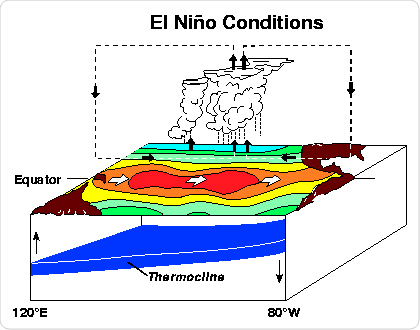 El Niño Conditions
Equator
Thermocline
120°E
80°W